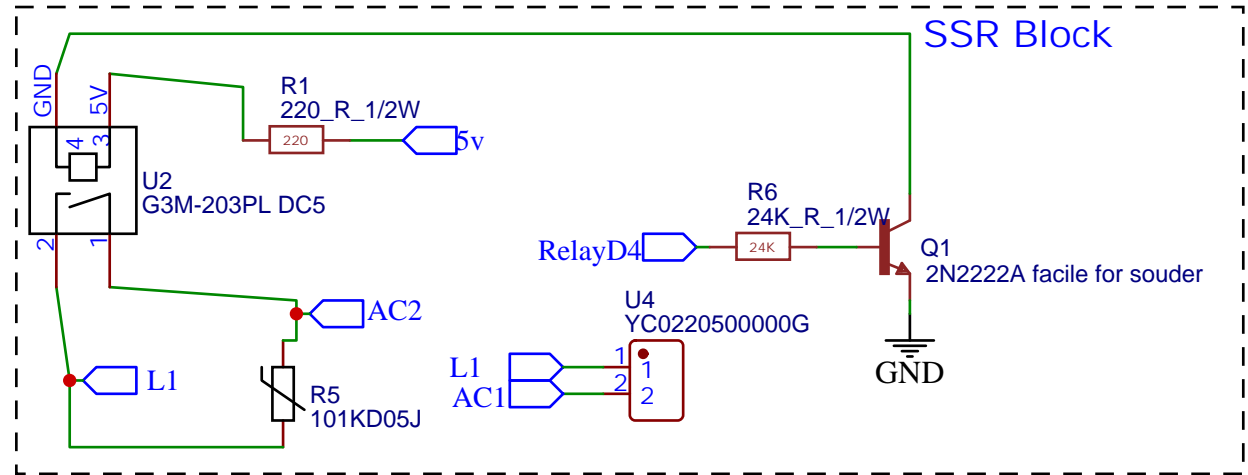 SSR Block
GND
5V
R1
220_R_1/2W
220
5v
4
3
U2
G3M-203PL DC5
2
1
R6
24K_R_1/2W
24K
RelayD4
Q1
2N2222A facile for souder
AC2
U4
YC0220500000G
L1
R5
101KD05J
L1
1
1
AC1
2
2
GND